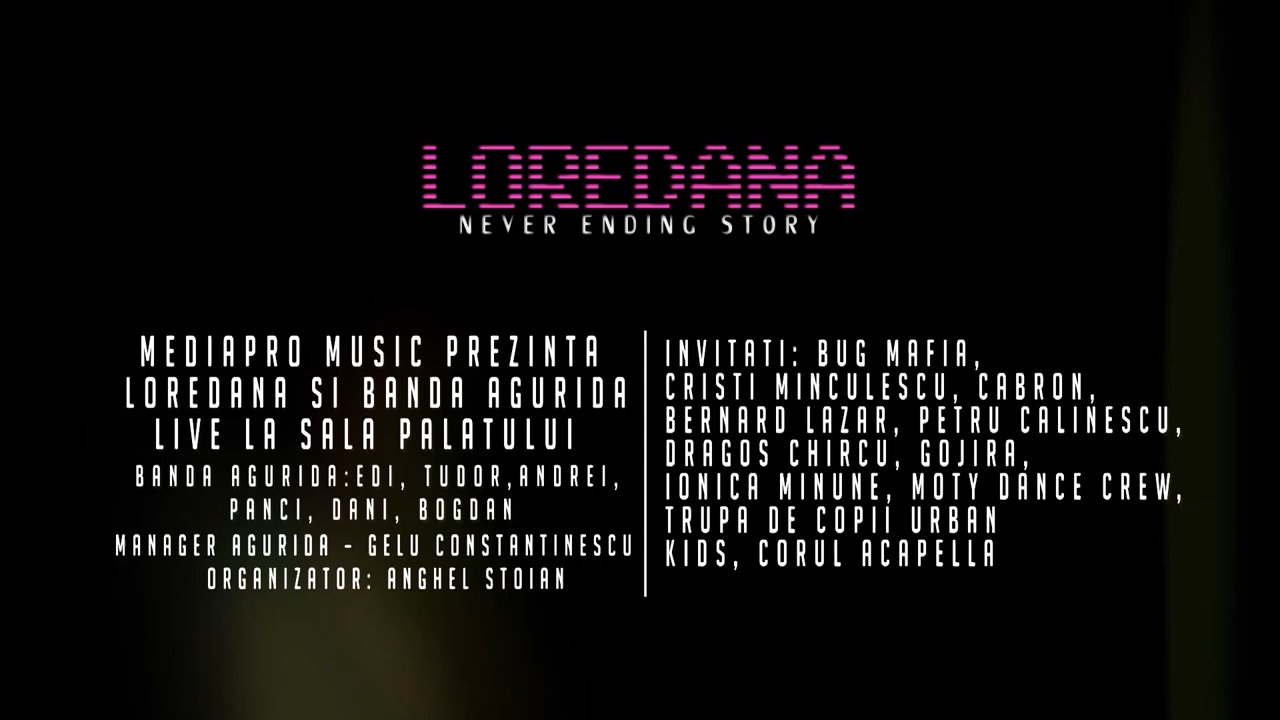 LOREDANA
NEVER ENDING STORY
MEDIAPRO MUSIC PREZINTA
LOREDANA SI BANDA AGURIDA
LIVE LA SALA PALATULUI
BANDA AGURIDA:EDI, TUDOR,ANDREI,
PANCI, DANI, BOGDAN
MANAGER AGURIDA - GELU CONSTANTINESCU
ORGANIZATOR: ANGHEL STOIAN
INVITATI: BUG MAFIA,
CRISTI MINCULESCU, CABRON,
BERNARD LAZAR, PETRU CALINESCU,
DRAGOS CHIRCU, GOJIRA,
IONICA MINUNE, MOTY DANCE CREW,
TRUPA DE COPII URBAN
KIDS, CORUL ACAPELLA